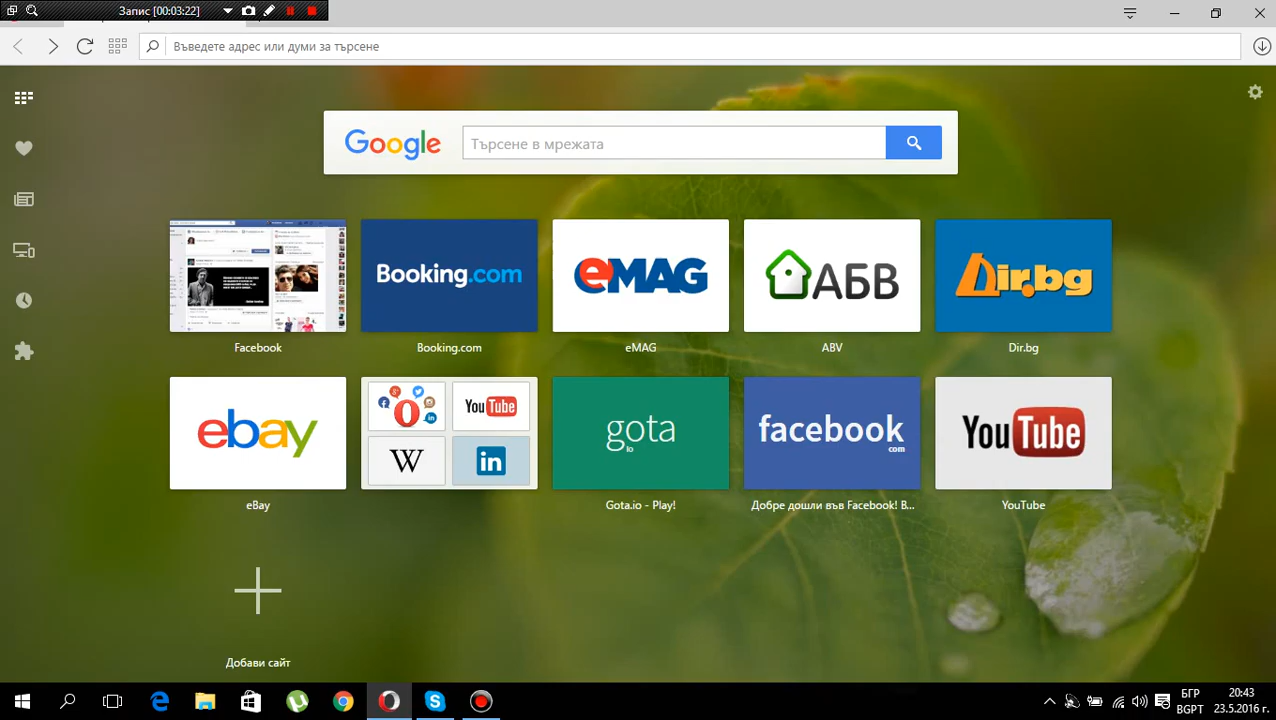 Запис [00:03:22]
Въведете адрес или думи за търсене
Google
Търсене в мрежата
Booking.com
eMAG
АБВ
Dir.bg
Facebook
Booking.com
eMAG
ABV
Dir.bg
ebay
YouTube
W
in
gota
io
facebook
com
YouTube
eBay
Gota.io - Play!
Добре дошли във Facebook! В...
YouTube
Добави сайт
БГР
20:43
BGPT
23.5.2016 г.